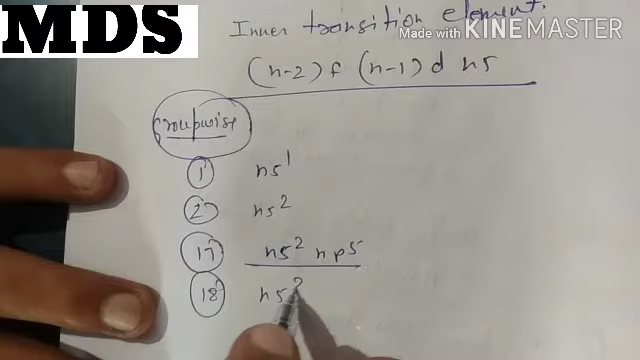 MDS
Inner transition element.
Made with KINEMASTER
(n-2) f (n-1) d ns
Groupwise
1 ns¹
2 ns²
17 ns² np⁵
18 ns²